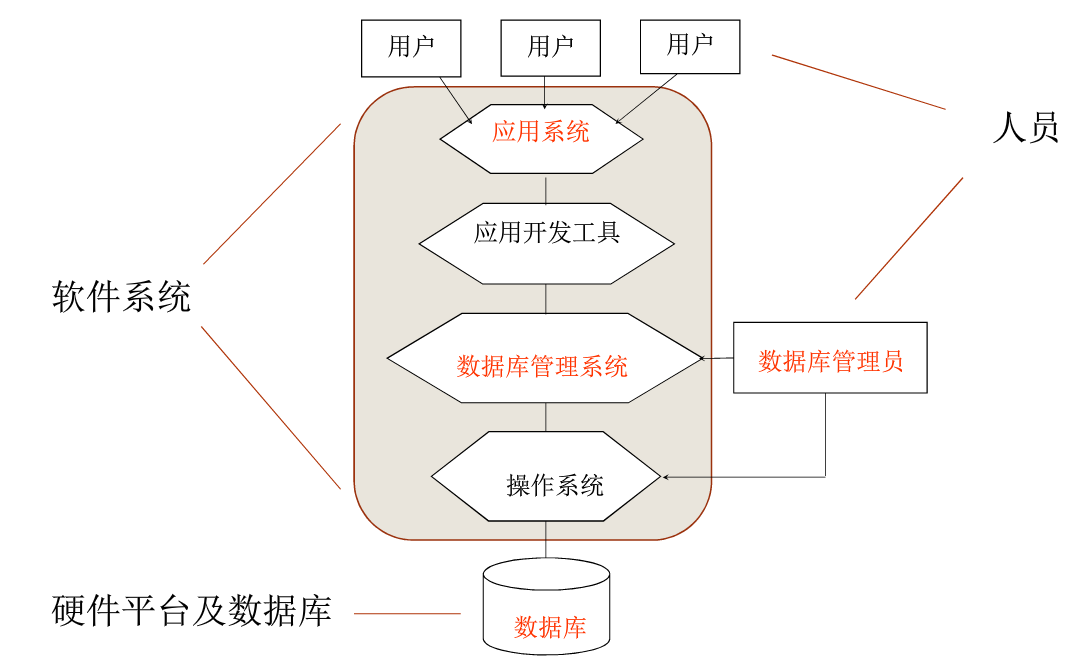 用户
用户
用户
人员
应用系统
应用开发工具
软件系统
数据库管理系统
数据库管理员
操作系统
硬件平台及数据库
数据库